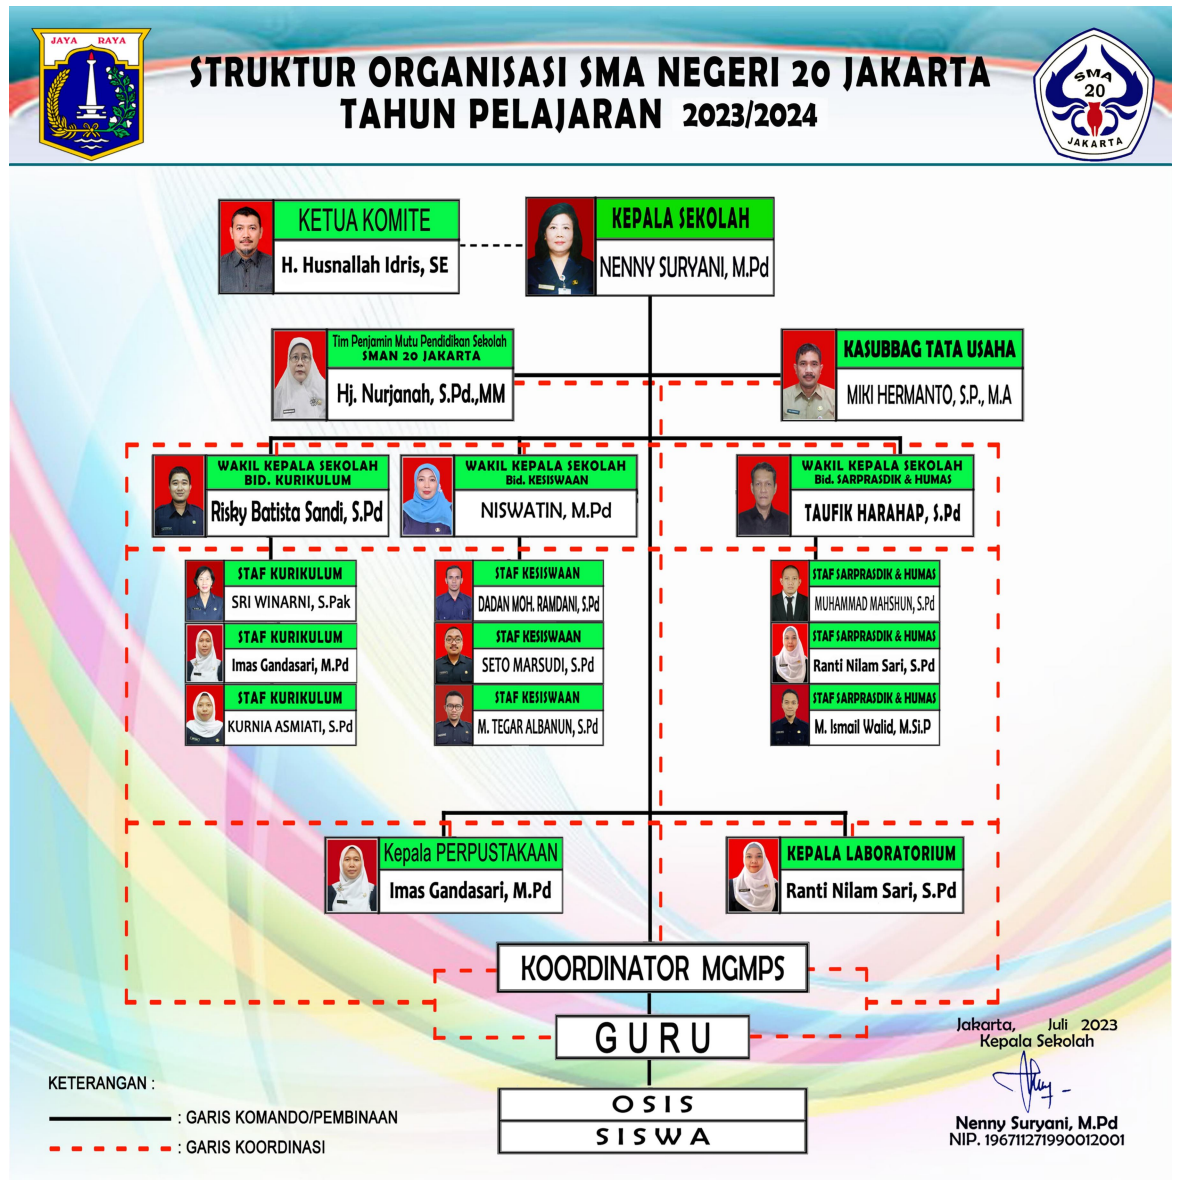 JAYA RAYA
STRUKTUR ORGANISASI SMA NEGERI 20 JAKARTA
TAHUN PELAJARAN 2023/2024
SMA
20
JAKARTA
KETUA KOMITE
H. Husnallah Idris, SE
KEPALA SEKOLAH
NENNY SURYANI, M.Pd
Tim Penjamin Mutu Pendidikan Sekolah
SMAN 20 JAKARTA
Hj. Nurjanah, S.Pd.,MM
KASUBBAG TATA USAHA
MIKI HERMANTO, S.P., M.A
WAKIL KEPALA SEKOLAH
BID. KURIKULUM
Risky Batista Sandi, S.Pd
WAKIL KEPALA SEKOLAH
Bid. KESISWAAN
NISWATIN, M.Pd
WAKIL KEPALA SEKOLAH
Bid. SARPRASDIK & HUMAS
TAUFIK HARAHAP, S.Pd
STAF KURIKULUM
SRI WINARNI, S.Pak
STAF KURIKULUM
Imas Gandasari, M.Pd
STAF KURIKULUM
KURNIA ASMIATI, S.Pd
STAF KESISWAAN
DADAN MOH. RAMDANI, S.Pd
STAF KESISWAAN
SETO MARSUDI, S.Pd
STAF KESISWAAN
M. TEGAR ALBANUN, S.Pd
STAF SARPRASDIK & HUMAS
MUHAMMAD MAHSHUN, S.Pd
STAF SARPRASDIK & HUMAS
Ranti Nilam Sari, S.Pd
STAF SARPRASDIK & HUMAS
M. Ismail Walid, M.Si.P
Kepala PERPUSTAKAAN
Imas Gandasari, M.Pd
KEPALA LABORATORIUM
Ranti Nilam Sari, S.Pd
KOORDINATOR MGMPS
GURU
OSIS
SISWA
KETERANGAN :
: GARIS KOMANDO/PEMBINAAN
: GARIS KOORDINASI
Jakarta, Juli 2023
Kepala Sekolah
Nenny Suryani, M.Pd
NIP. 196711271990012001